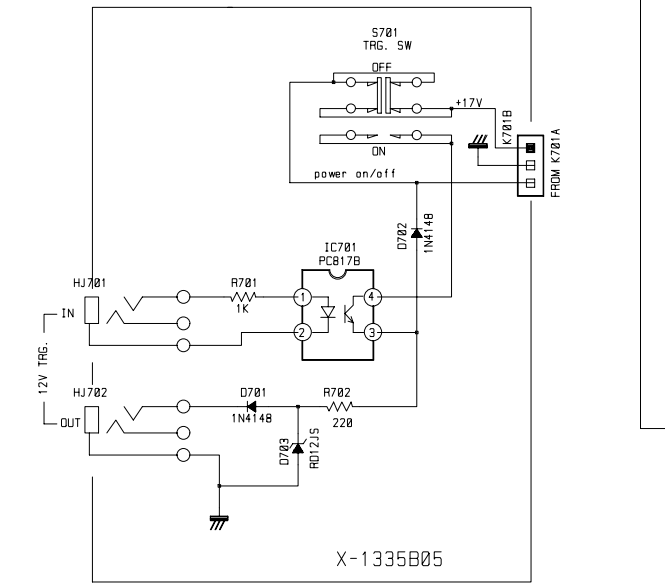 S701
TRG. SW
OFF
+17V
K701B
FROM K701A
ON
power on/off
D702
1N4148
IC701
PC817B
HJ701
R701
1K
1
4
2
3
IN
12V TRG.
HJ702
D701
1N4148
R702
220
OUT
D703
RD12JS
X-1335B05